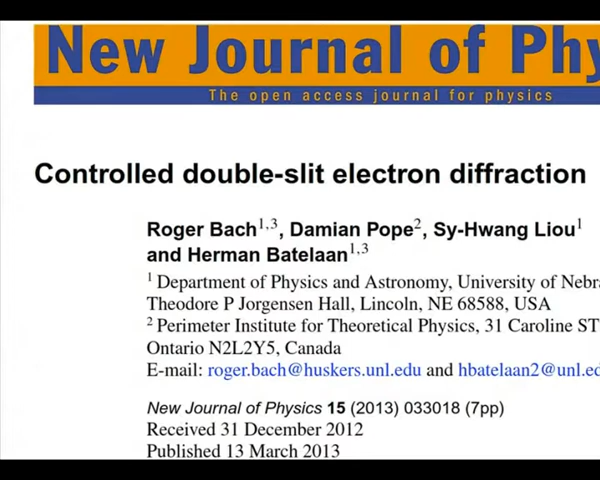 New Journal of Phy
The open access journal for physics
Controlled double-slit electron diffraction
Roger Bach1,3, Damian Pope2, Sy-Hwang Liou1
and Herman Batelaan1,3
1 Department of Physics and Astronomy, University of Nebra
Theodore P Jorgensen Hall, Lincoln, NE 68588, USA
2 Perimeter Institute for Theoretical Physics, 31 Caroline ST
Ontario N2L2Y5, Canada
E-mail: roger.bach@huskers.unl.edu and hbatelaan2@unl.ed
New Journal of Physics 15 (2013) 033018 (7pp)
Received 31 December 2012
Published 13 March 2013